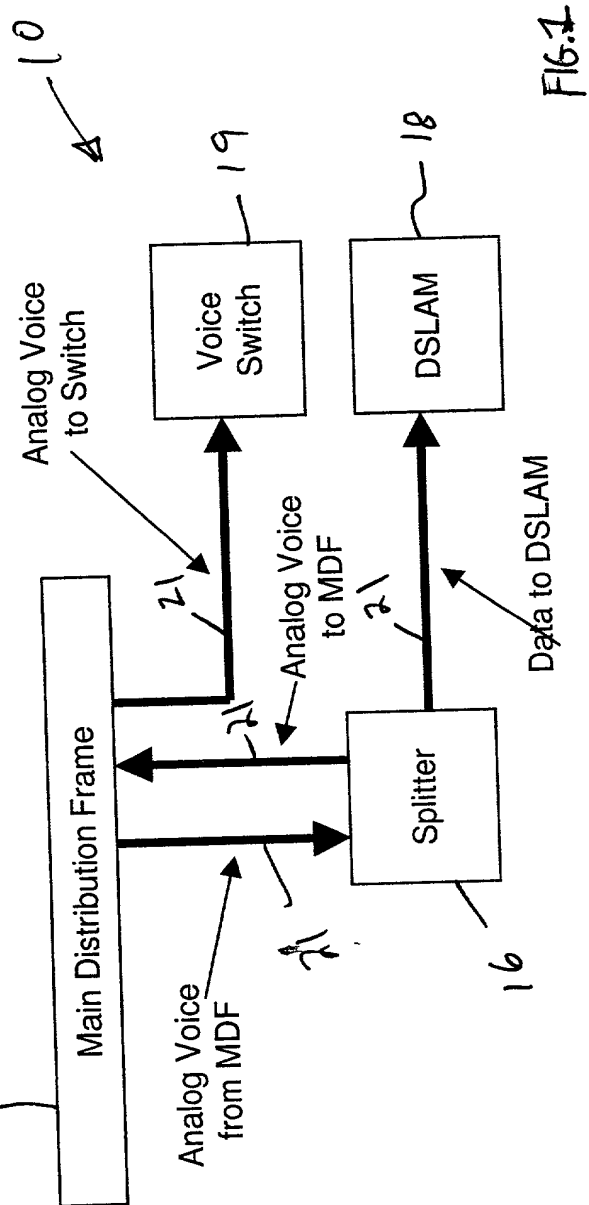 10
Main Distribution Frame
Analog Voice
to Switch
21
Voice
Switch
19
Analog Voice
from MDF
21
21
Analog Voice
to MDF
Splitter
16
21
Data to DSLAM
DSLAM
18
FIG.1